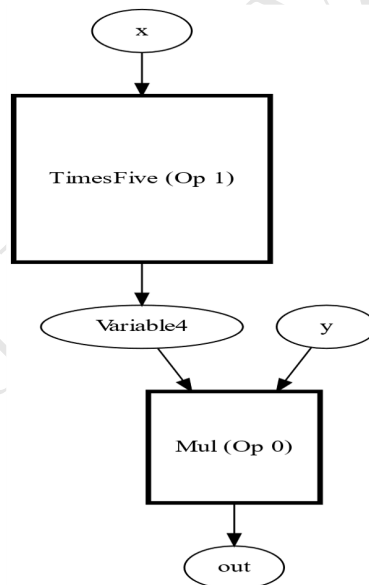 x
TimesFive (Op 1)
Variable4
y
Mul (Op 0)
out